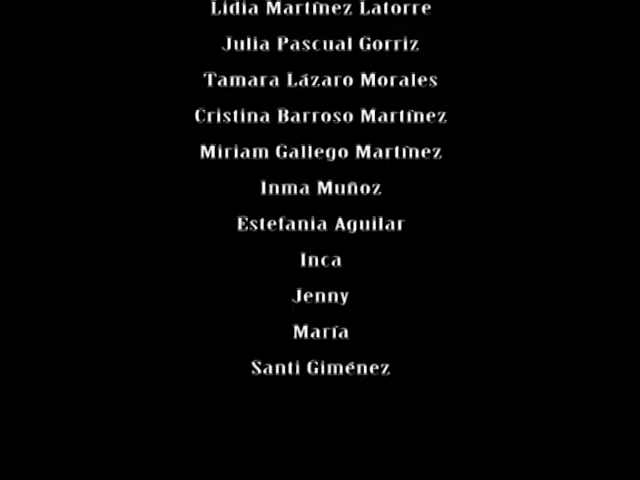 Lidia Martínez Latorre
Julia Pascual Gorriz
Tamara Lázaro Morales
Cristina Barroso Martínez
Miriam Gallego Martínez
Inma Muñoz
Estefania Aguilar
Inca
Jenny
María
Santi Giménez